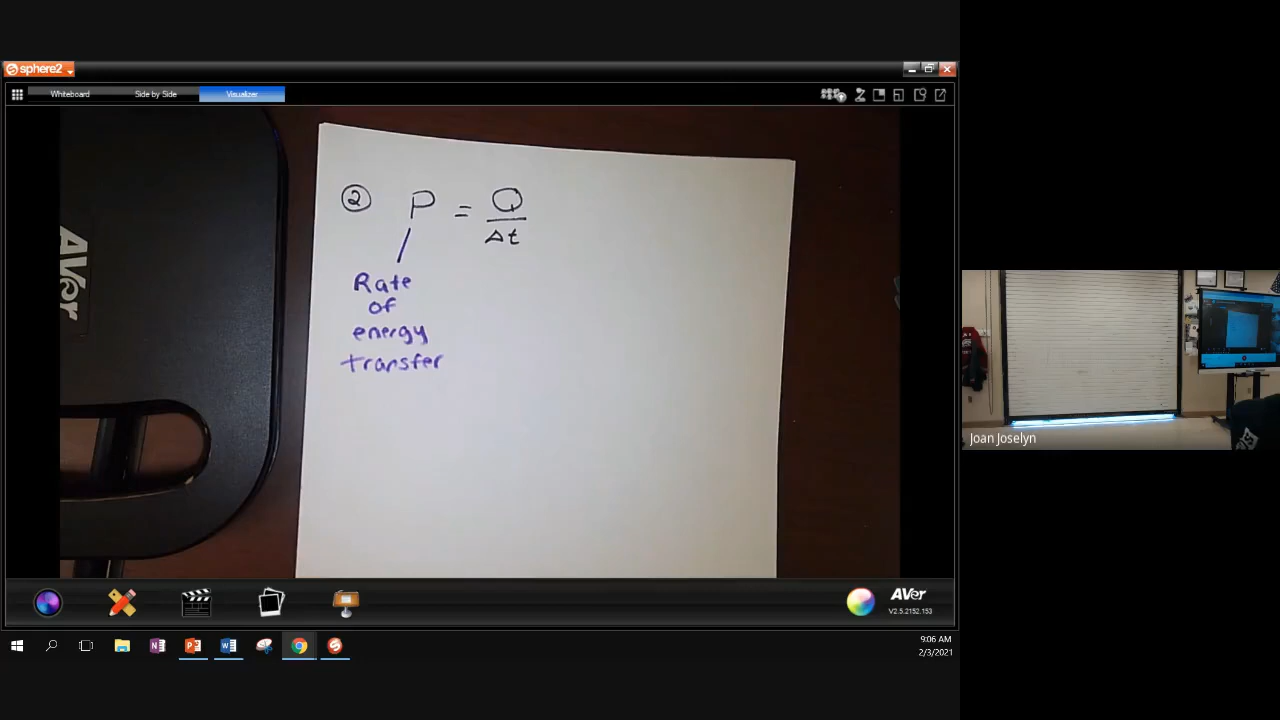 sphere2
Whiteboard
Side by Side
Visualizer
② P = Q
Δt
Rate
of
energy
transfer
AVer
AVer
V2.5.2152.153
9:06 AM
2/3/2021
Joan Joselyn